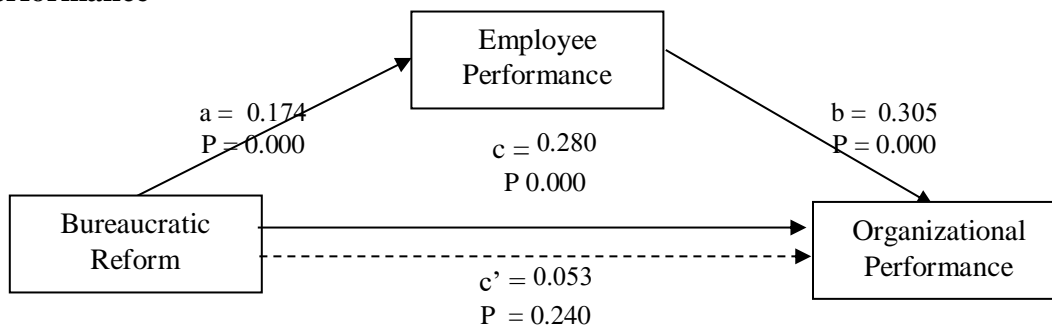 Employee
Performance
a = 0.174
P = 0.000
b = 0.305
P = 0.000
c = 0.280
P 0.000
Bureaucratic
Reform
Organizational
Performance
c’ = 0.053
P = 0.240